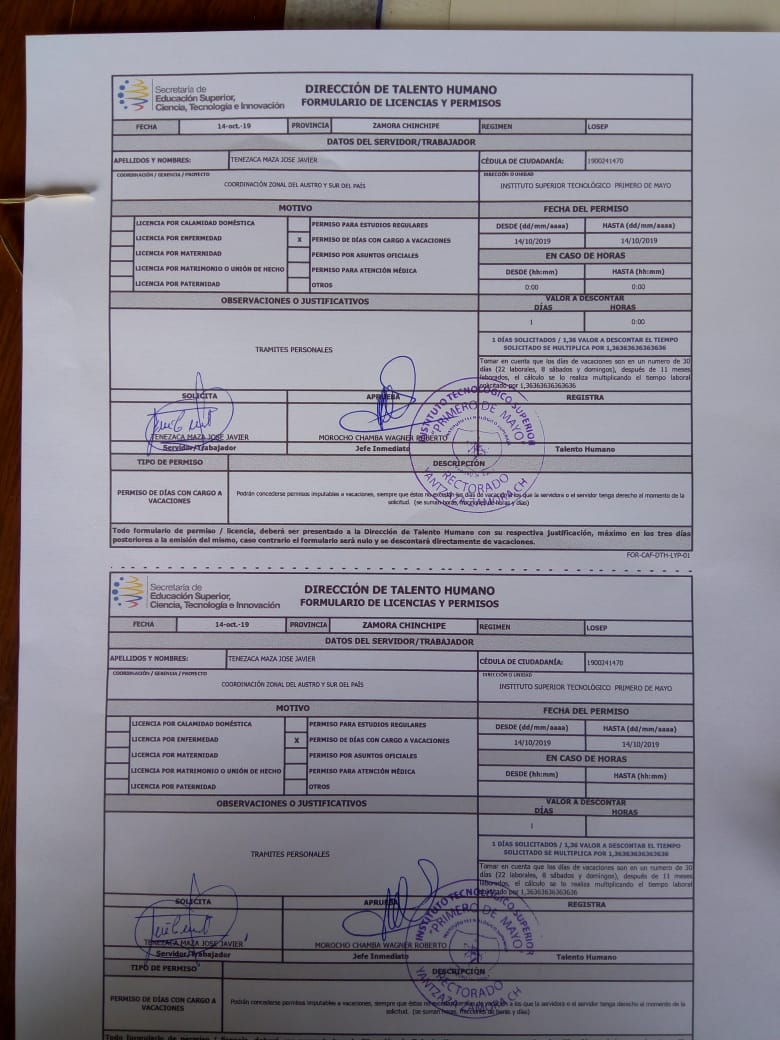 Secretaría de
Educación Superior,
Ciencia, Tecnología e Innovación
DIRECCIÓN DE TALENTO HUMANO
FORMULARIO DE LICENCIAS Y PERMISOS
FECHA 14-oct.-19 PROVINCIA ZAMORA CHINCHIPE REGIMEN LOSEP
DATOS DEL SERVIDOR/TRABAJADOR
APELLIDOS Y NOMBRES: TENEZACA MAZA JOSE JAVIER CÉDULA DE CIUDADANÍA: 1900241470
COORDINACIÓN / GERENCIA / PROYECTO DIRECCIÓN O UNIDAD
COORDINACIÓN ZONAL DEL AUSTRO Y SUR DEL PAÍS INSTITUTO SUPERIOR TECNOLÓGICO PRIMERO DE MAYO
MOTIVO FECHA DEL PERMISO
LICENCIA POR CALAMIDAD DOMÉSTICA PERMISO PARA ESTUDIOS REGULARES DESDE (dd/mm/aaaa) HASTA (dd/mm/aaaa)
LICENCIA POR ENFERMEDAD X PERMISO DE DÍAS CON CARGO A VACACIONES 14/10/2019 14/10/2019
LICENCIA POR MATERNIDAD PERMISO POR ASUNTOS OFICIALES EN CASO DE HORAS
LICENCIA POR MATRIMONIO O UNIÓN DE HECHO PERMISO PARA ATENCIÓN MÉDICA DESDE (hh:mm) HASTA (hh:mm)
LICENCIA POR PATERNIDAD OTROS 0:00 0:00
OBSERVACIONES O JUSTIFICATIVOS VALOR A DESCONTAR
DÍAS HORAS
1 0:00
TRAMITES PERSONALES
1 DÍAS SOLICITADOS / 1,36 VALOR A DESCONTAR EL TIEMPO
SOLICITADO SE MULTIPLICA POR 1,36363636363636
Tomar en cuenta que los días de vacaciones son en un numero de 30
días (22 laborales, 8 sábados y domingos), después de 11 meses
laborados, el cálculo se lo realiza multiplicando el tiempo laboral
solicitado por 1,36363636363636
SOLICITA APRUEBA REGISTRA
TENEZACA MAZA JOSE JAVIER MOROCHO CHAMBA WAGNER ROBERTO
Servidor/Trabajador Jefe Inmediato Talento Humano
INSTITUTO TECNOLÓGICO SUPERIOR
"PRIMERO DE MAYO"
RECTORADO
TIPO DE PERMISO DESCRIPCIÓN
PERMISO DE DÍAS CON CARGO A
VACACIONES
Podrán concederse permisos imputables a vacaciones, siempre que éstos no excedan los días de vacación a los que la servidora o el servidor tenga derecho al momento de la
solicitud. (se suman horas, fracciones de horas y días)
Todo formulario de permiso / licencia, deberá ser presentado a la Dirección de Talento Humano con su respectiva justificación, máximo en los tres días
posteriores a la emisión del mismo, caso contrario el formulario será nulo y se descontará directamente de vacaciones.
FOR-CAF-DTH-LYP-01
Secretaría de
Educación Superior,
Ciencia, Tecnología e Innovación
DIRECCIÓN DE TALENTO HUMANO
FORMULARIO DE LICENCIAS Y PERMISOS
FECHA 14-oct.-19 PROVINCIA ZAMORA CHINCHIPE REGIMEN LOSEP
DATOS DEL SERVIDOR/TRABAJADOR
APELLIDOS Y NOMBRES: TENEZACA MAZA JOSE JAVIER CÉDULA DE CIUDADANÍA: 1900241470
COORDINACIÓN / GERENCIA / PROYECTO DIRECCIÓN O UNIDAD
COORDINACIÓN ZONAL DEL AUSTRO Y SUR DEL PAÍS INSTITUTO SUPERIOR TECNOLÓGICO PRIMERO DE MAYO
MOTIVO FECHA DEL PERMISO
LICENCIA POR CALAMIDAD DOMÉSTICA PERMISO PARA ESTUDIOS REGULARES DESDE (dd/mm/aaaa) HASTA (dd/mm/aaaa)
LICENCIA POR ENFERMEDAD X PERMISO DE DÍAS CON CARGO A VACACIONES 14/10/2019 14/10/2019
LICENCIA POR MATERNIDAD PERMISO POR ASUNTOS OFICIALES EN CASO DE HORAS
LICENCIA POR MATRIMONIO O UNIÓN DE HECHO PERMISO PARA ATENCIÓN MÉDICA DESDE (hh:mm) HASTA (hh:mm)
LICENCIA POR PATERNIDAD OTROS
OBSERVACIONES O JUSTIFICATIVOS VALOR A DESCONTAR
DÍAS HORAS
1
TRAMITES PERSONALES
1 DÍAS SOLICITADOS / 1,36 VALOR A DESCONTAR EL TIEMPO
SOLICITADO SE MULTIPLICA POR 1,36363636363636
Tomar en cuenta que los días de vacaciones son en un numero de 30
días (22 laborales, 8 sábados y domingos), después de 11 meses
laborados, el cálculo se lo realiza multiplicando el tiempo laboral
solicitado por 1,36363636363636
SOLICITA APRUEBA REGISTRA
TENEZACA MAZA JOSE JAVIER MOROCHO CHAMBA WAGNER ROBERTO
Servidor/Trabajador Jefe Inmediato Talento Humano
INSTITUTO TECNOLÓGICO SUPERIOR
"PRIMERO DE MAYO"
RECTORADO
TIPO DE PERMISO DESCRIPCIÓN
PERMISO DE DÍAS CON CARGO A
VACACIONES
Podrán concederse permisos imputables a vacaciones, siempre que éstos no excedan los días de vacación a los que la servidora o el servidor tenga derecho al momento de la
solicitud. (se suman horas, fracciones de horas y días)